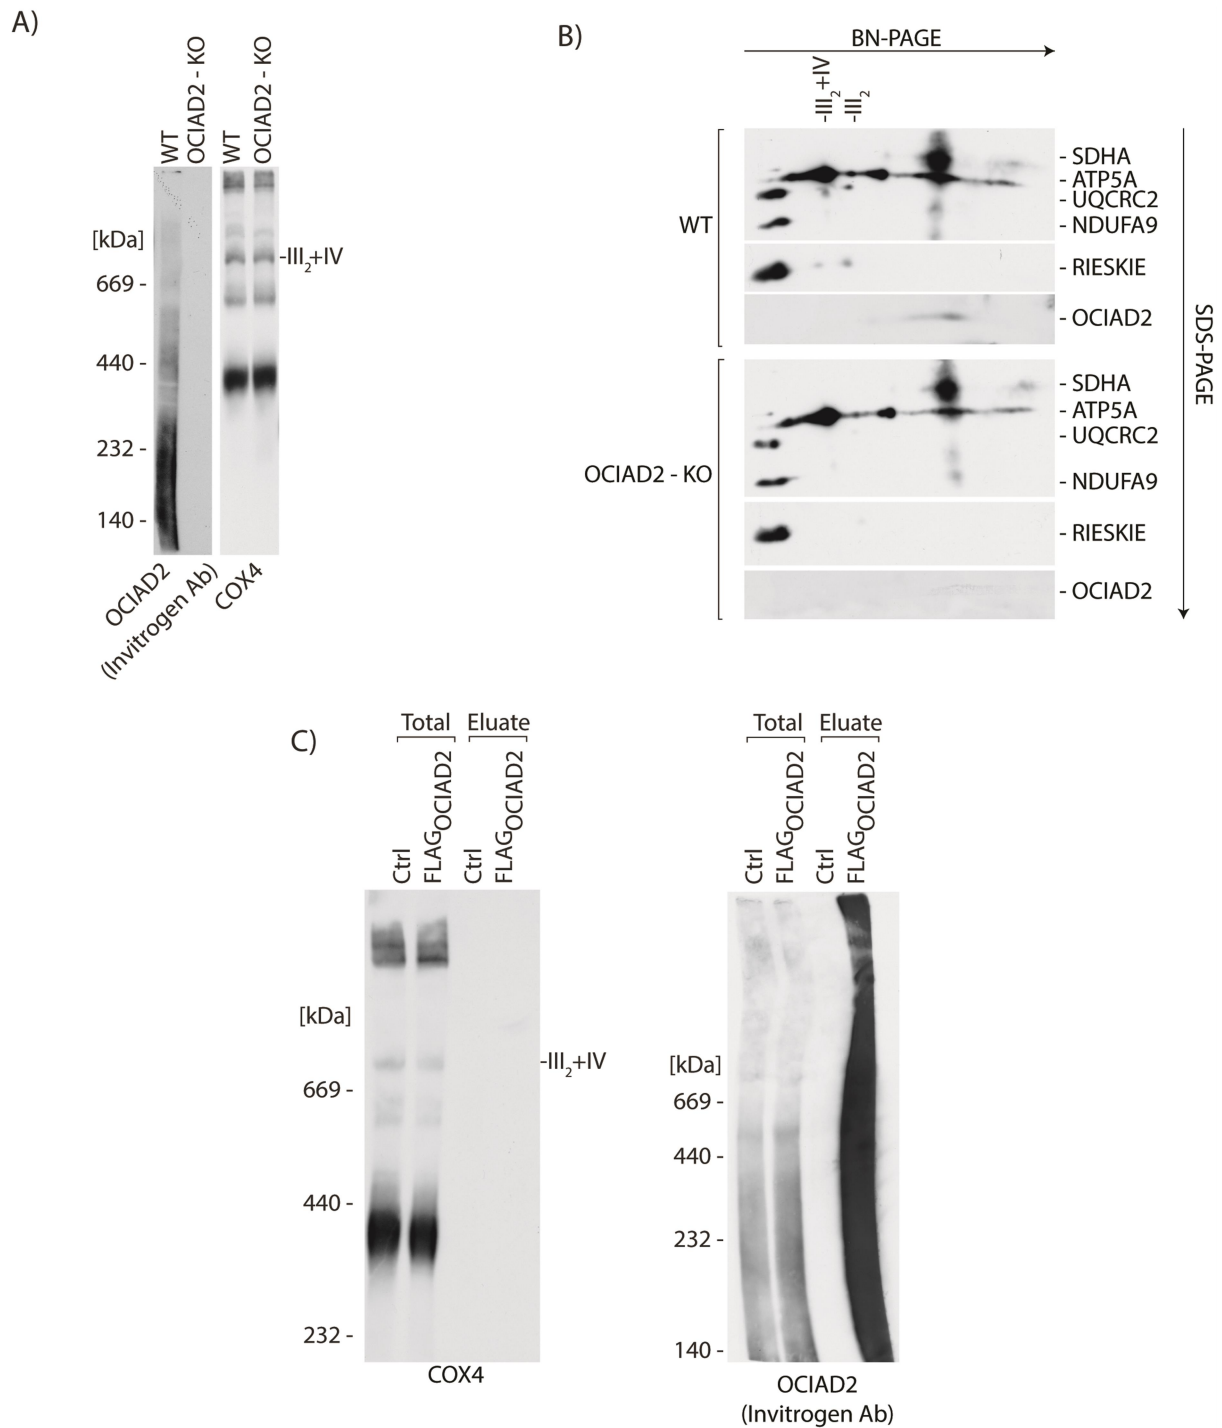 A)
WT
OCIAD2 - KO
WT
OCIAD2 - KO
[kDa]
669 -
440 -
232 -
140 -
-III2+IV
OCIAD2
(Invitrogen Ab)
COX4
B)
BN-PAGE
-III2+IV
-III2
WT
- SDHA
- ATP5A
- UQCRC2
- NDUFA9
- RIESKIE
- OCIAD2
OCIAD2 - KO
- SDHA
- ATP5A
- UQCRC2
- NDUFA9
- RIESKIE
- OCIAD2
SDS-PAGE
C)
Total Eluate
Ctrl
FLAGOCIAD2
Ctrl
FLAGOCIAD2
[kDa]
669 -
440 -
232 -
-III2+IV
COX4
Total Eluate
Ctrl
FLAGOCIAD2
Ctrl
FLAGOCIAD2
[kDa]
669 -
440 -
232 -
140 -
OCIAD2
(Invitrogen Ab)